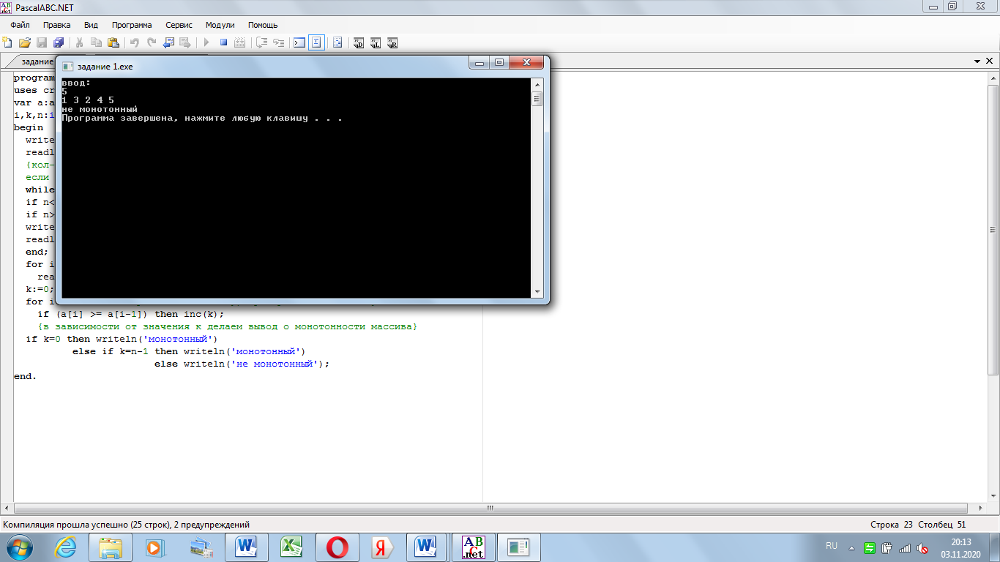 PascalABC.NET
Файл Правка Вид Программа Сервис Модули Помощь
задание
задание 1.exe
ввод:
5
1 3 2 4 5
не монотонный
Программа завершена, нажмите любую клавишу . . .
program
uses cr
var a:a
i,k,n:i
begin
write
readl
{кол-
если
while
if n<
if n>
write
readl
end;
for i
rea
k:=0;
for i
if (a[i] >= a[i-1]) then inc(k);
{в зависимости от значения к делаем вывод о монотонности массива}
if k=0 then writeln('монотонный')
else if k=n-1 then writeln('монотонный')
else writeln('не монотонный');
end.
Компиляция прошла успешно (25 строк), 2 предупреждений Строка 23 Столбец 51
RU
20:13
03.11.2020